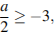 a/2 ≥ −3,